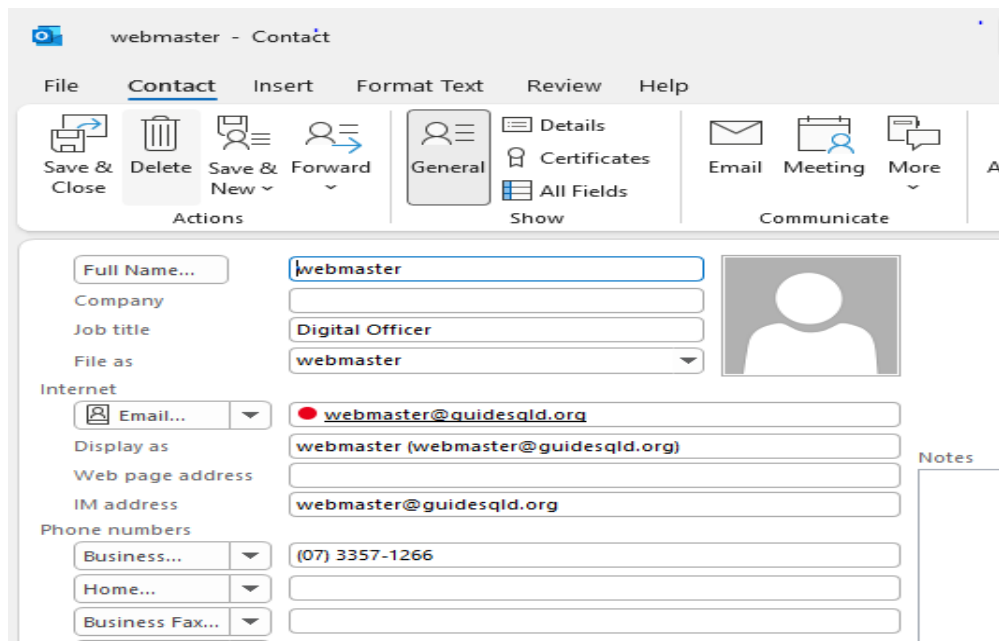 webmaster - Contact
File Contact Insert Format Text Review Help
Save & Close Delete Save & New Forward General Details Certificates All Fields Email Meeting More A
Actions Show Communicate
Full Name... webmaster
Company
Job title Digital Officer
File as webmaster
Internet
Email... webmaster@guidesqld.org
Display as webmaster (webmaster@guidesqld.org)
Notes
Web page address
IM address webmaster@guidesqld.org
Phone numbers
Business... (07) 3357-1266
Home...
Business Fax...